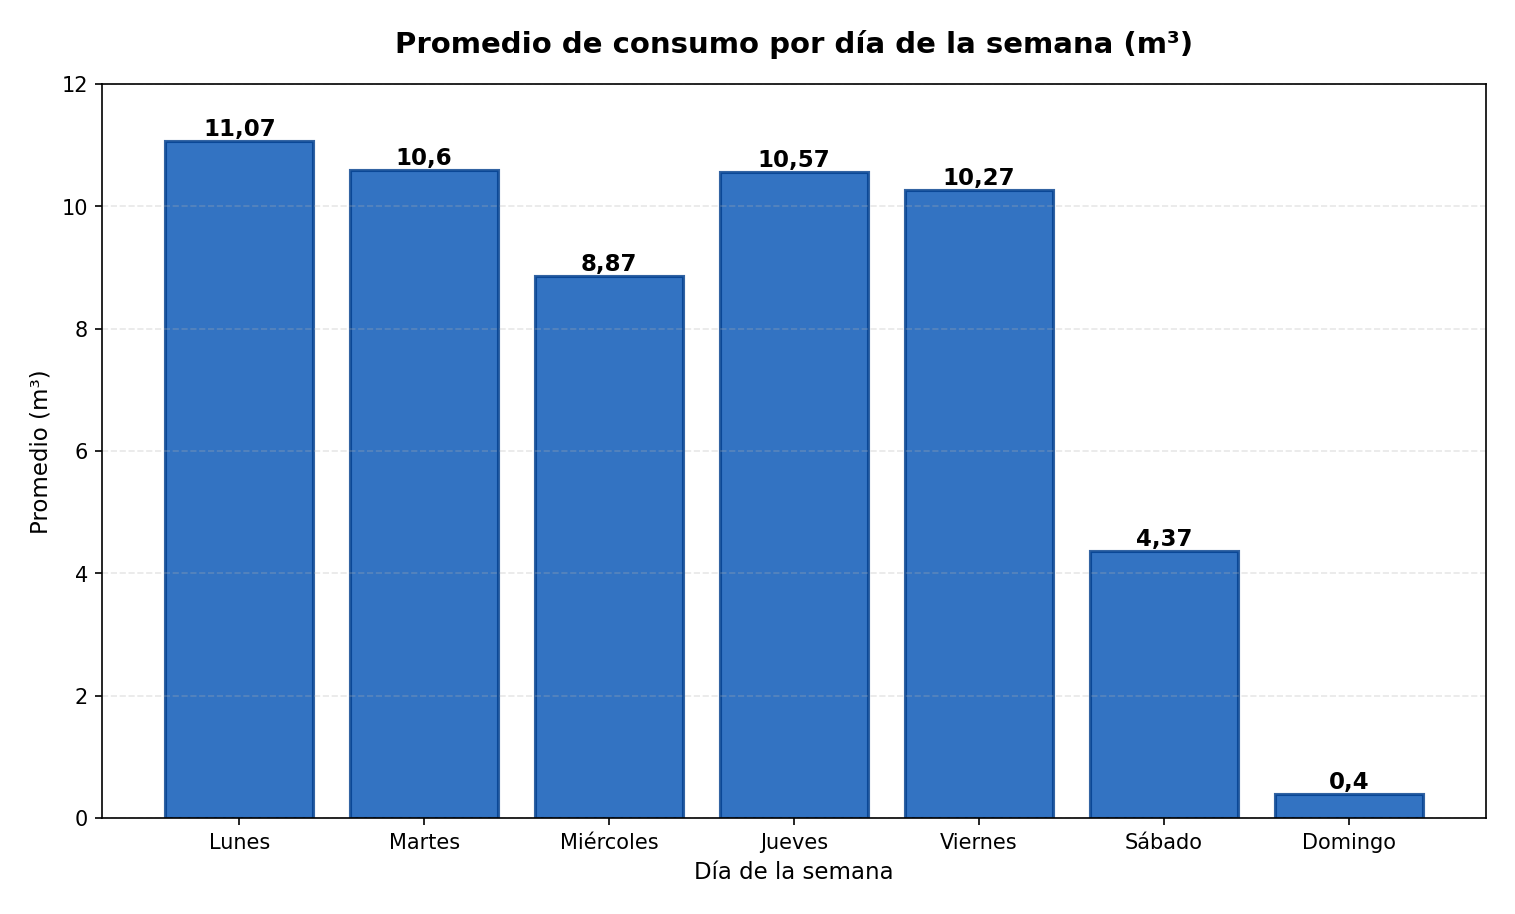 Promedio de consumo por día de la semana (m³)
Promedio (m³)
12
10
8
6
4
2
0
11,07
10,6
8,87
10,57
10,27
4,37
0,4
Lunes
Martes
Miércoles
Jueves
Viernes
Sábado
Domingo
Día de la semana